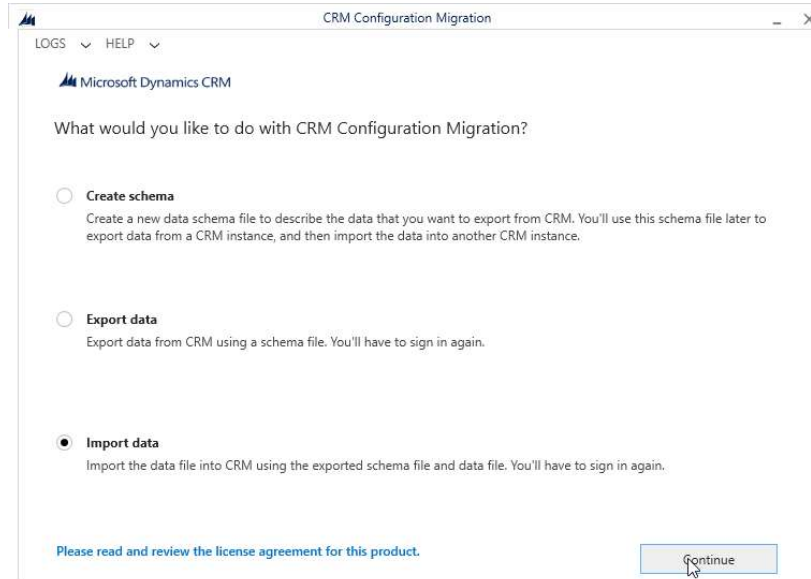 CRM Configuration Migration
LOGS HELP
Microsoft Dynamics CRM
What would you like to do with CRM Configuration Migration?
Create schema
Create a new data schema file to describe the data that you want to export from CRM. You'll use this schema file later to
export data from a CRM instance, and then import the data into another CRM instance.
Export data
Export data from CRM using a schema file. You'll have to sign in again.
Import data
Import the data file into CRM using the exported schema file and data file. You'll have to sign in again.
Please read and review the license agreement for this product.
Continue